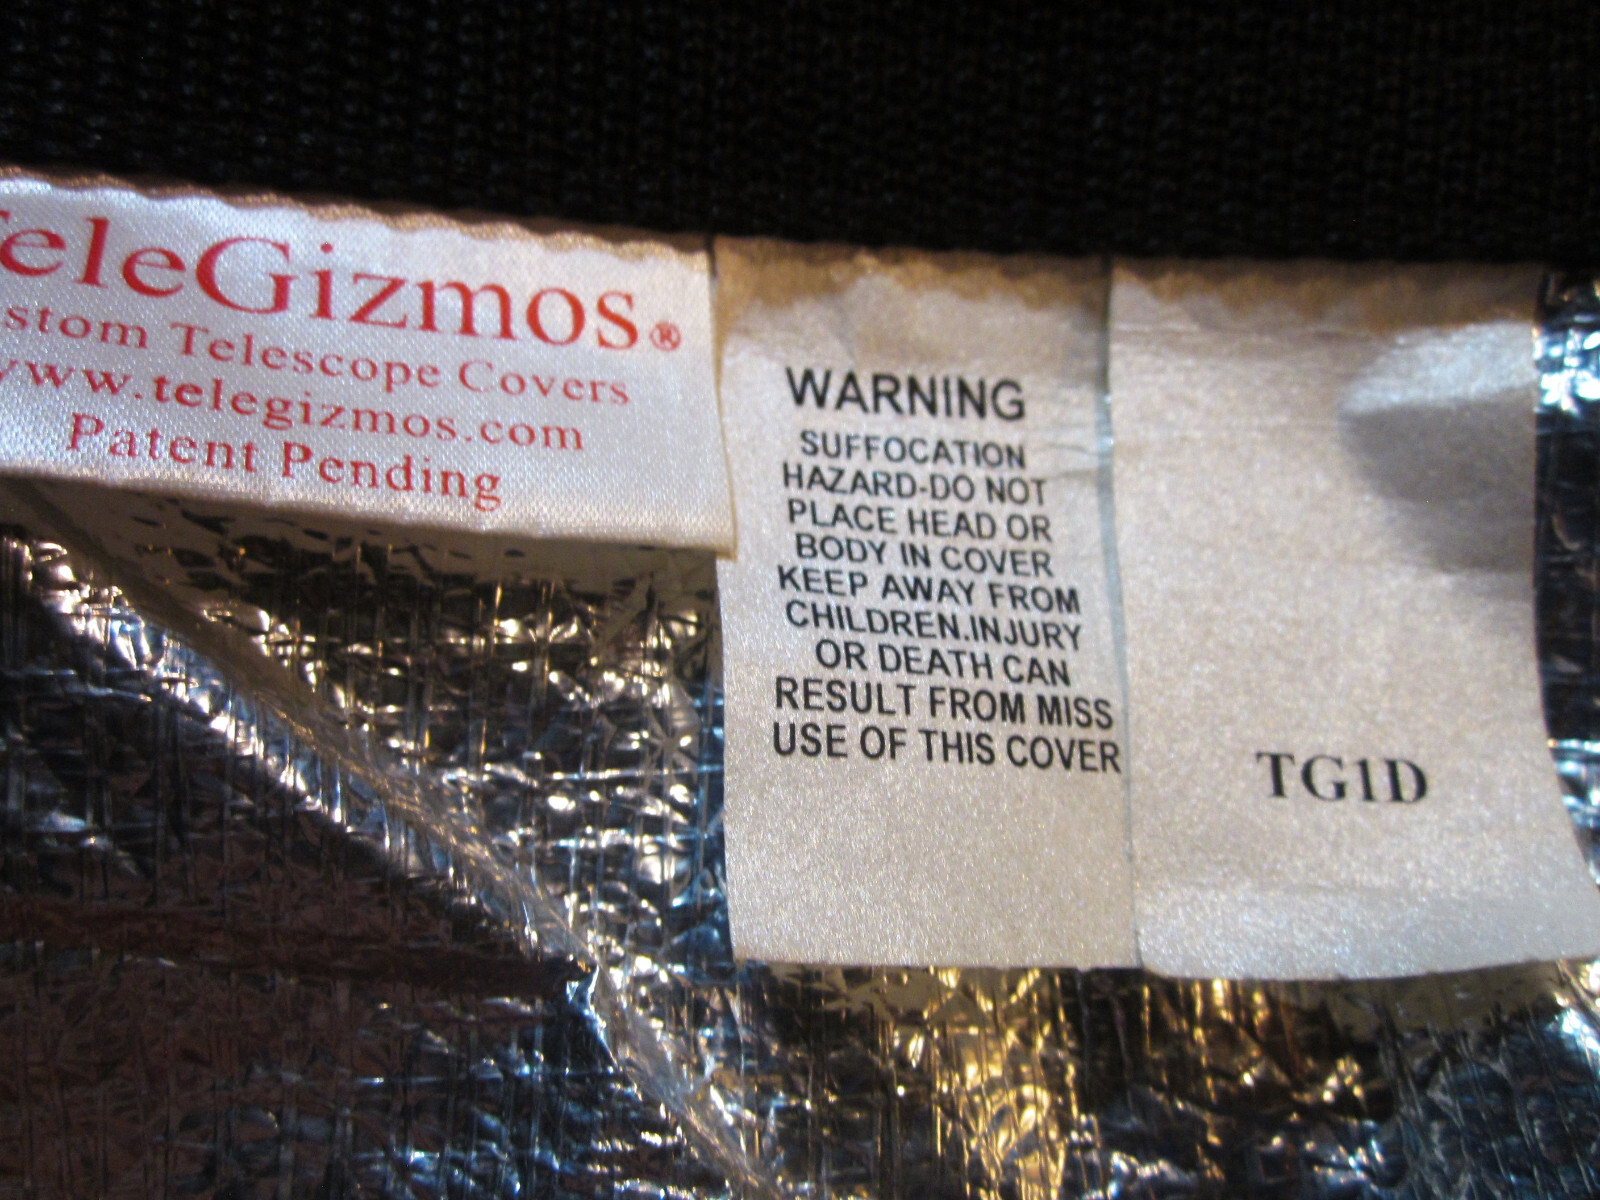 TeleGizmos®
stom Telescope Covers
www.telegizmos.com
Patent Pending
WARNING
SUFFOCATION
HAZARD-DO NOT
PLACE HEAD OR
BODY IN COVER
KEEP AWAY FROM
CHILDREN.INJURY
OR DEATH CAN
RESULT FROM MISS
USE OF THIS COVER
TG1D